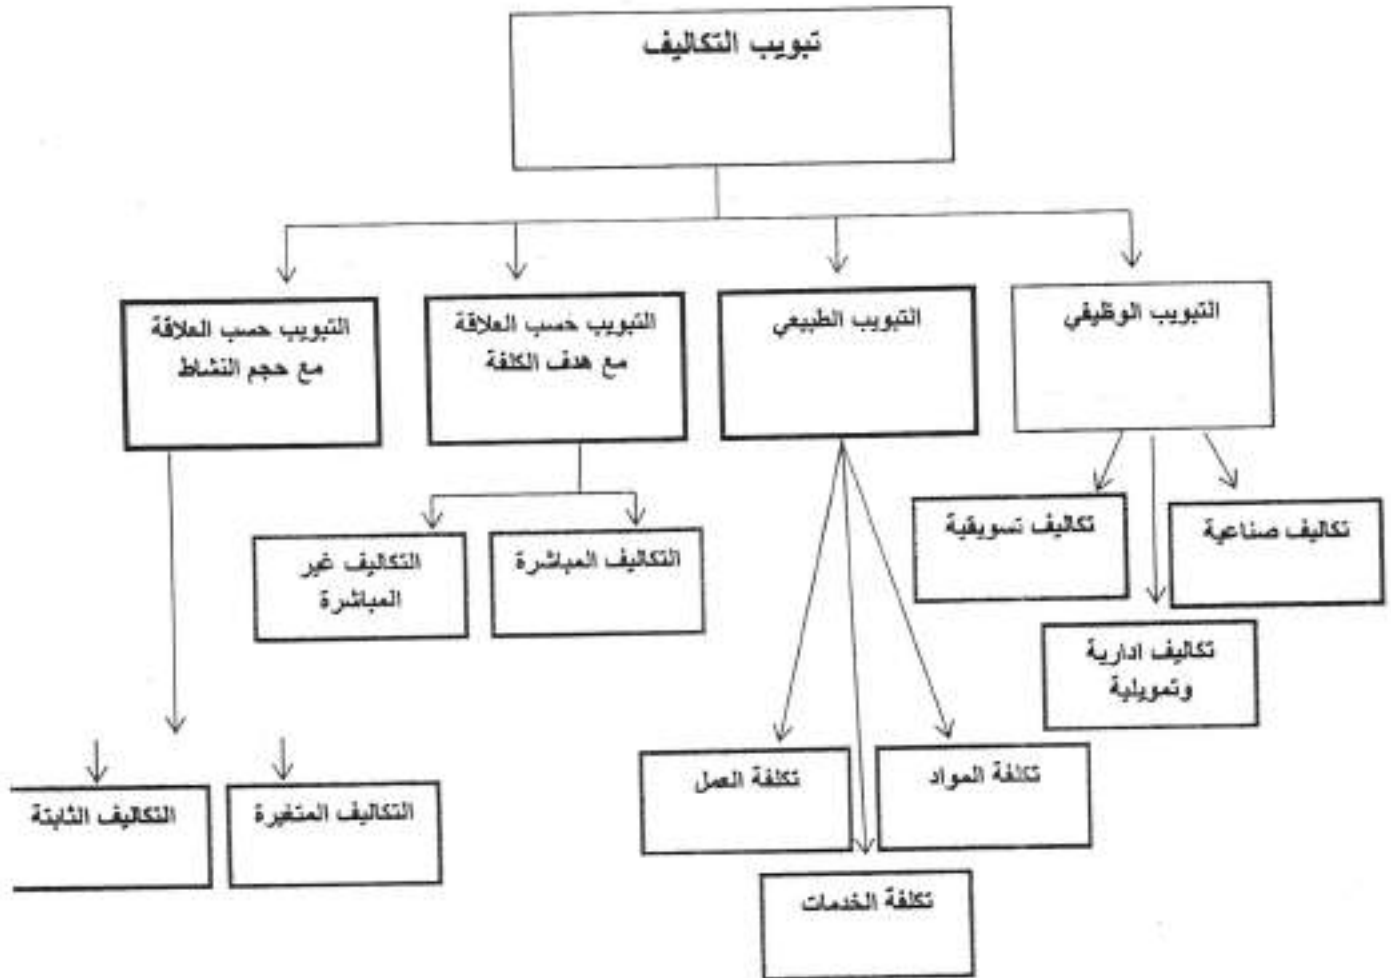 تبويب التكاليف
التبويب الوظيفي
التبويب الطبيعي
التبويب حسب العلاقة
مع هدف الكلفة
التبويب حسب العلاقة
مع حجم النشاط
تكاليف صناعية
تكاليف تسويقية
تكاليف ادارية
وتمويلية
تكلفة المواد
تكلفة العمل
تكلفة الخدمات
التكاليف المباشرة
التكاليف غير
المباشرة
التكاليف المتغيرة
التكاليف الثابتة